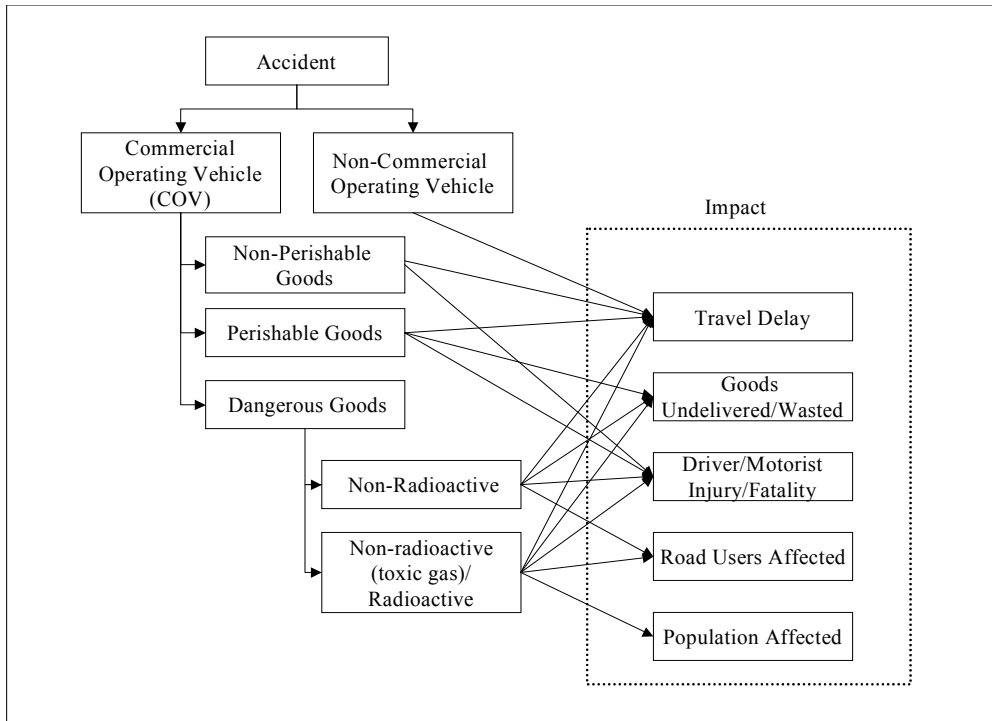 Accident
Commercial
Operating Vehicle
(COV)
Non-Commercial
Operating Vehicle
Impact
Non-Perishable
Goods
Travel Delay
Perishable Goods
Goods
Undelivered/Wasted
Dangerous Goods
Driver/Motorist
Injury/Fatality
Non-Radioactive
Non-radioactive
(toxic gas)/
Radioactive
Road Users Affected
Population Affected